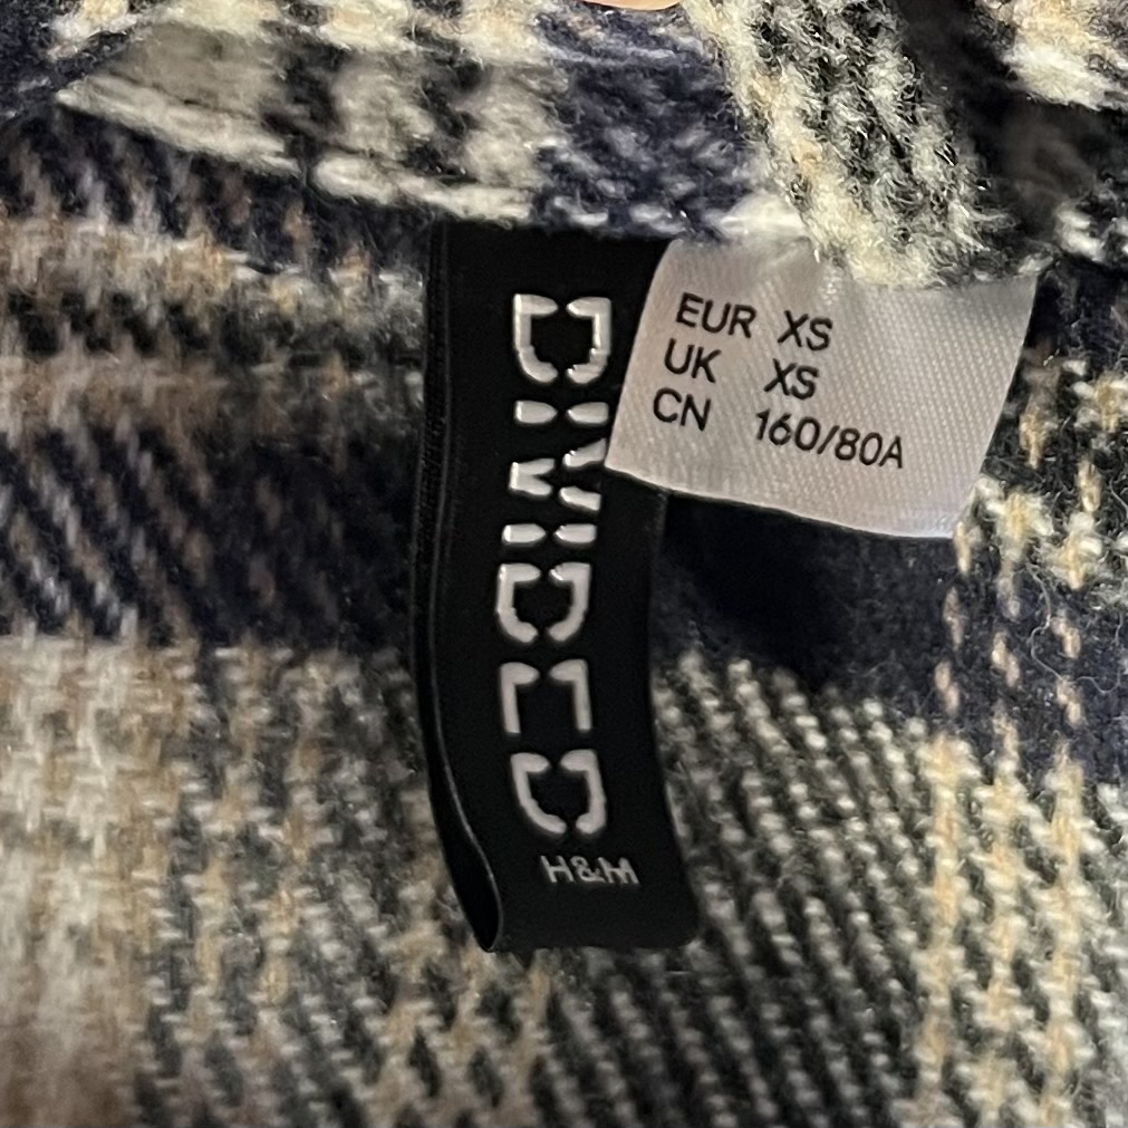 DIVIDED
H&M
EUR XS
UK XS
CN 160/80A